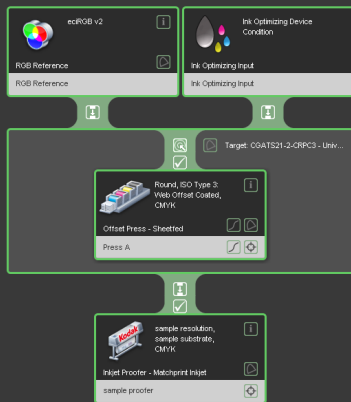 eciRGB v2
RGB Reference
RGB Reference
Ink Optimizing Device
Condition
Ink Optimizing Input
Ink Optimizing Input
Target: CGATS21-2-CRPC3 - Univ...
Round, ISO Type 3:
Web Offset Coated,
CMYK
Offset Press - Sheetfed
Press A
Kodak
sample resolution,
sample substrate,
CMYK
Inkjet Proofer - Matchprint Inkjet
sample proofer